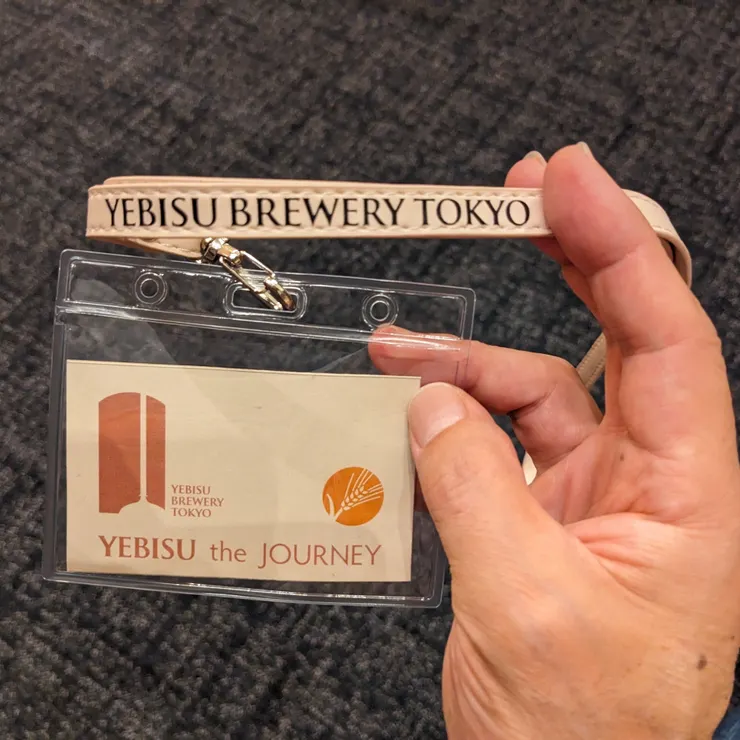 YEBISU BREWERY TOKYO
YEBISU
BREWERY
TOKYO
YEBISU the JOURNEY